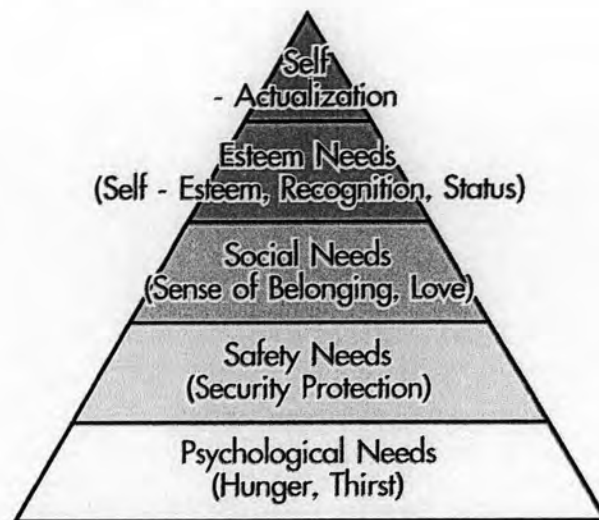 Self
- Actualization
Esteem Needs
(Self - Esteem, Recognition, Status)
Social Needs
(Sense of Belonging, Love)
Safety Needs
(Security Protection)
Psychological Needs
(Hunger, Thirst)